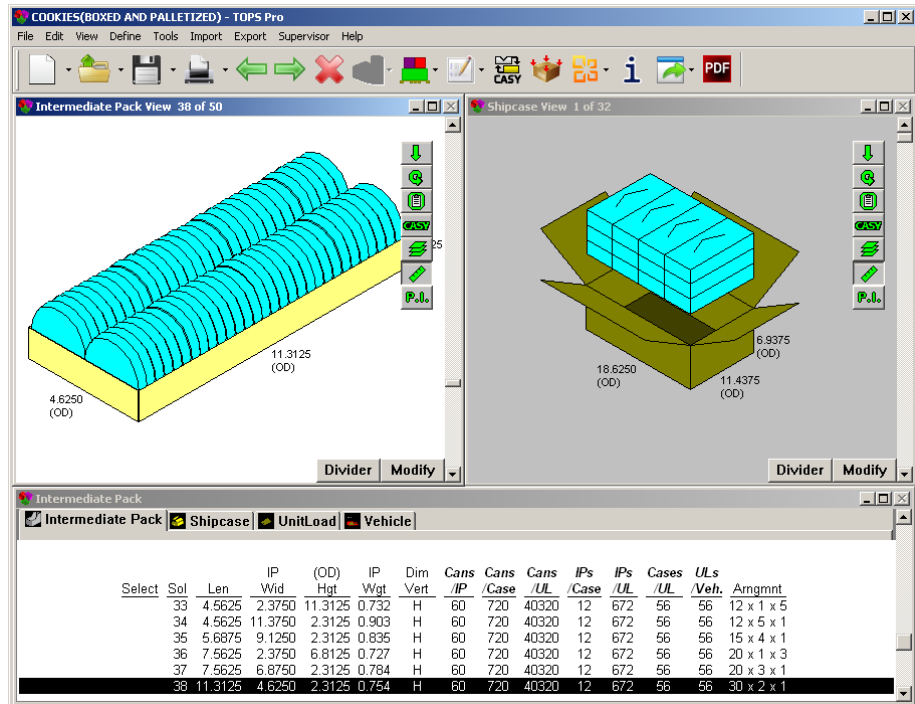 COOKIES(BOXED AND PALLETIZED) - TOPS Pro
File Edit View Define Tools Import Export Supervisor Help
CASY i PDF
Intermediate Pack View 38 of 50
CASY
25
P.I.
11.3125
(OD)
4.6250
(OD)
Divider Modify
Shipcase View 1 of 32
CASY
P.I.
6.9375
(OD)
18.6250
(OD)
11.4375
(OD)
Divider Modify
Intermediate Pack
Intermediate Pack Shipcase UnitLoad Vehicle
IP (OD) IP Dim Cans Cans Cans IPs IPs Cases ULs
Select Sol Len Wid Hgt Wgt Vert /IP /Case /UL /Case /UL /UL /Veh. Arngmnt
33 4.5625 2.3750 11.3125 0.732 H 60 720 40320 12 672 56 56 12 x 1 x 5
34 4.5625 11.3750 2.3125 0.903 H 60 720 40320 12 672 56 56 12 x 5 x 1
35 5.6875 9.1250 2.3125 0.835 H 60 720 40320 12 672 56 56 15 x 4 x 1
36 7.5625 2.3750 6.8125 0.727 H 60 720 40320 12 672 56 56 20 x 1 x 3
37 7.5625 6.8750 2.3125 0.784 H 60 720 40320 12 672 56 56 20 x 3 x 1
38 11.3125 4.6250 2.3125 0.754 H 60 720 40320 12 672 56 56 30 x 2 x 1